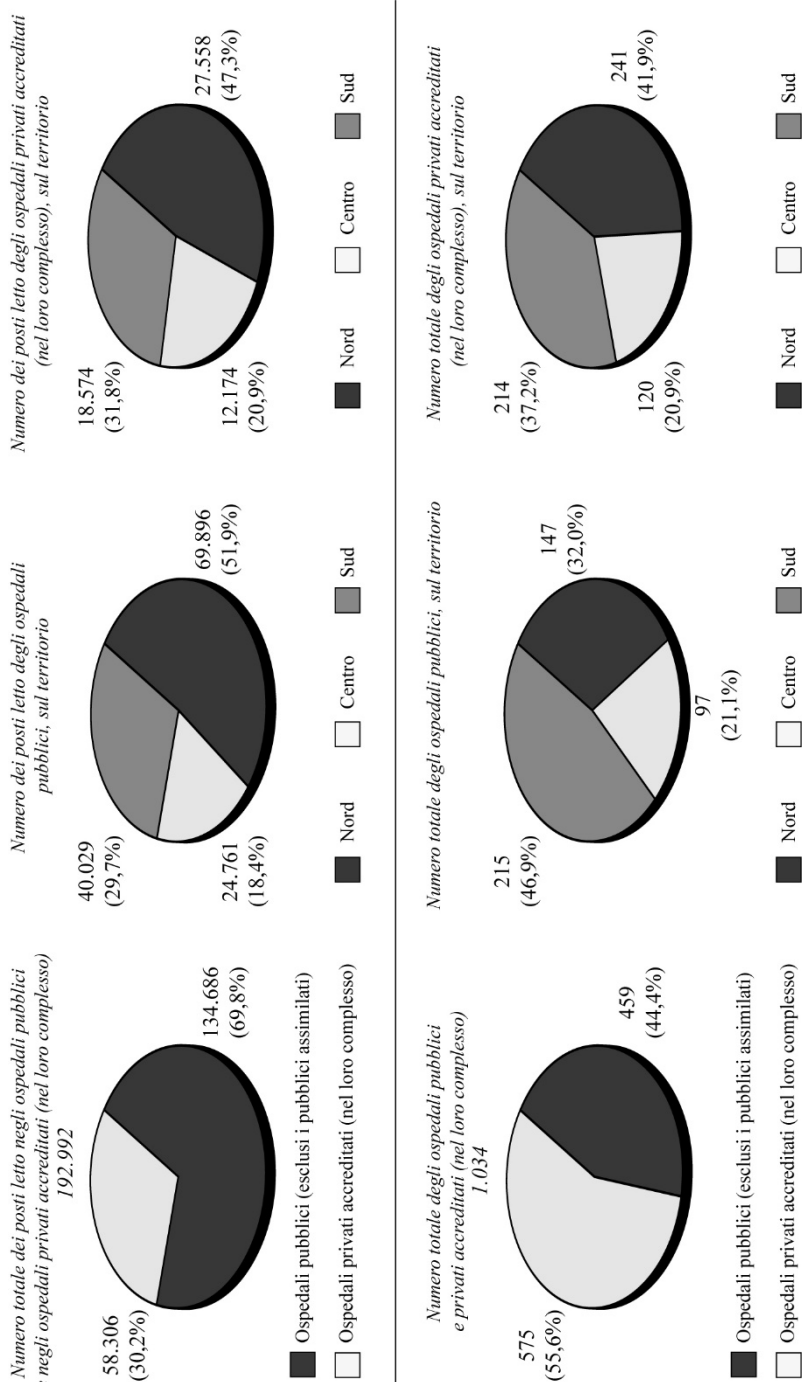 Numero totale dei posti letto negli ospedali pubblici
e negli ospedali privati accreditati (nel loro complesso)
192.992
58.306
(30,2%)
134.686
(69,8%)
Ospedali pubblici (esclusi i pubblici assimilati)
Ospedali privati accreditati (nel loro complesso)
Numero dei posti letto degli ospedali
pubblici, sul territorio
40.029
(29,7%)
24.761
(18,4%)
69.896
(51,9%)
Nord
Centro
Sud
Numero dei posti letto degli ospedali privati accreditati
(nel loro complesso), sul territorio
18.574
(31,8%)
12.174
(20,9%)
27.558
(47,3%)
Nord
Centro
Sud
Numero totale degli ospedali pubblici
e privati accreditati (nel loro complesso)
1.034
575
(55,6%)
459
(44,4%)
Ospedali pubblici (esclusi i pubblici assimilati)
Ospedali privati accreditati (nel loro complesso)
Numero totale degli ospedali pubblici, sul territorio
215
(46,9%)
147
(32,0%)
97
(21,1%)
Nord
Centro
Sud
Numero totale degli ospedali privati accreditati
(nel loro complesso), sul territorio
214
(37,2%)
120
(20,9%)
241
(41,9%)
Nord
Centro
Sud